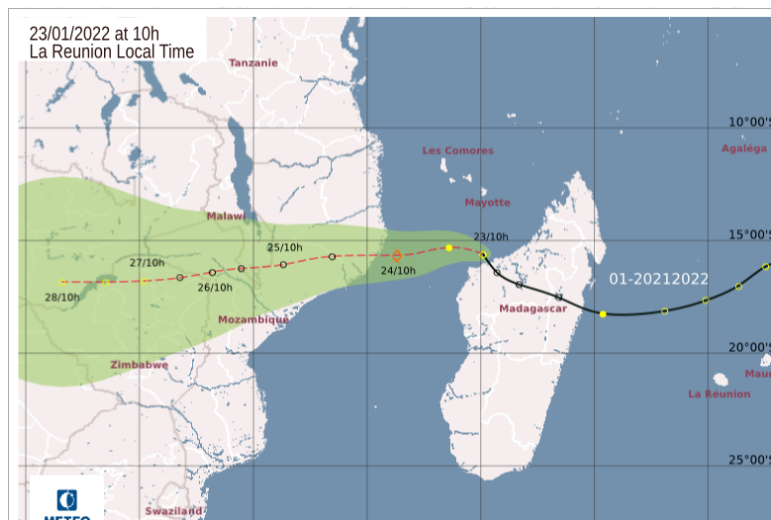 23/01/2022 at 10h
La Reunion Local Time
Tanzanie
10°00'S
Les Comores
Agaléga
Mayotte
Malawi
23/10h
15°00'S
25/10h
27/10h
24/10h
01-20212022
26/10h
28/10h
Madagascar
Mozambique
20°00'S
Zimbabwe
La Réunion
25°00'S
Swaziland